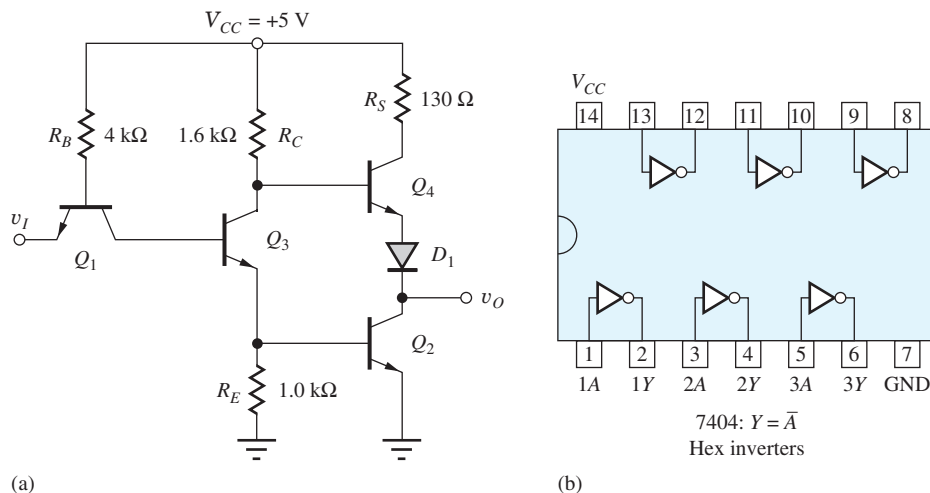 V_CC = +5 V
R_B
4 kΩ
1.6 kΩ
R_C
R_S
130 Ω
Q_4
v_I
Q_1
Q_3
D_1
v_O
Q_2
R_E
1.0 kΩ
(a)
V_CC
14 13 12 11 10 9 8
1 2 3 4 5 6 7
1A 1Y 2A 2Y 3A 3Y GND
7404: Y = A̅
Hex inverters
(b)